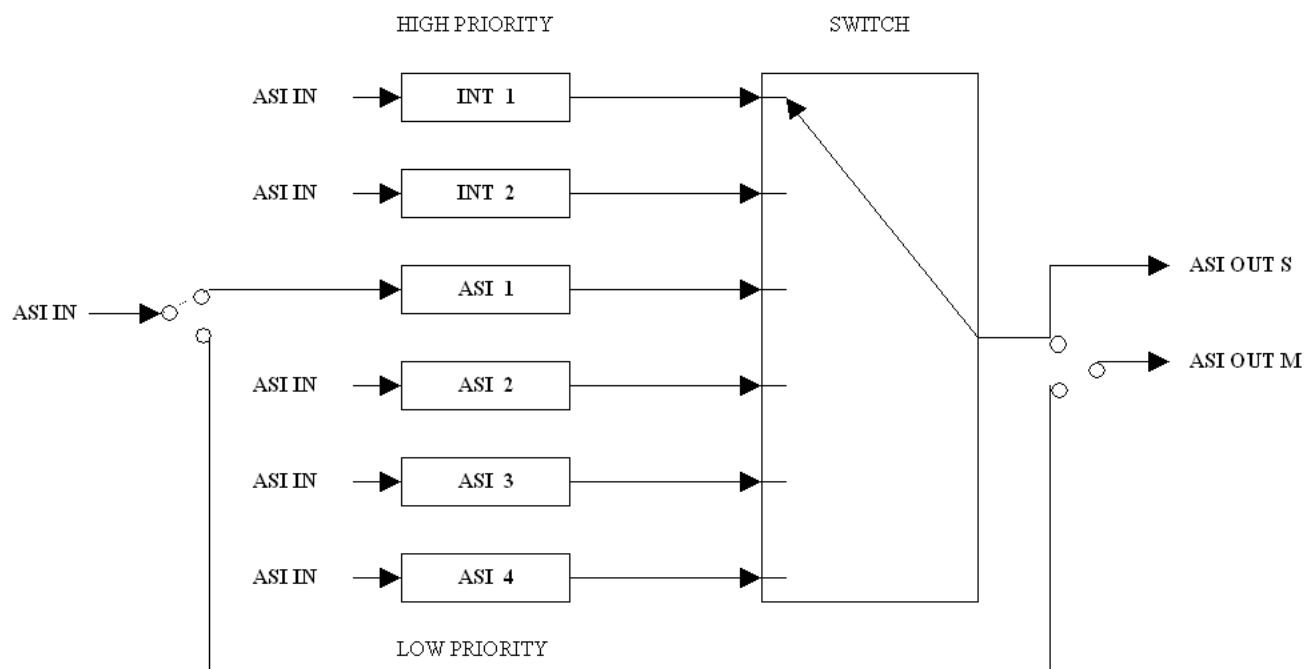 HIGH PRIORITY
SWITCH
ASI IN
INT 1
ASI IN
INT 2
ASI OUT S
ASI IN
ASI 1
ASI OUT M
ASI IN
ASI 2
ASI IN
ASI 3
ASI IN
ASI 4
LOW PRIORITY